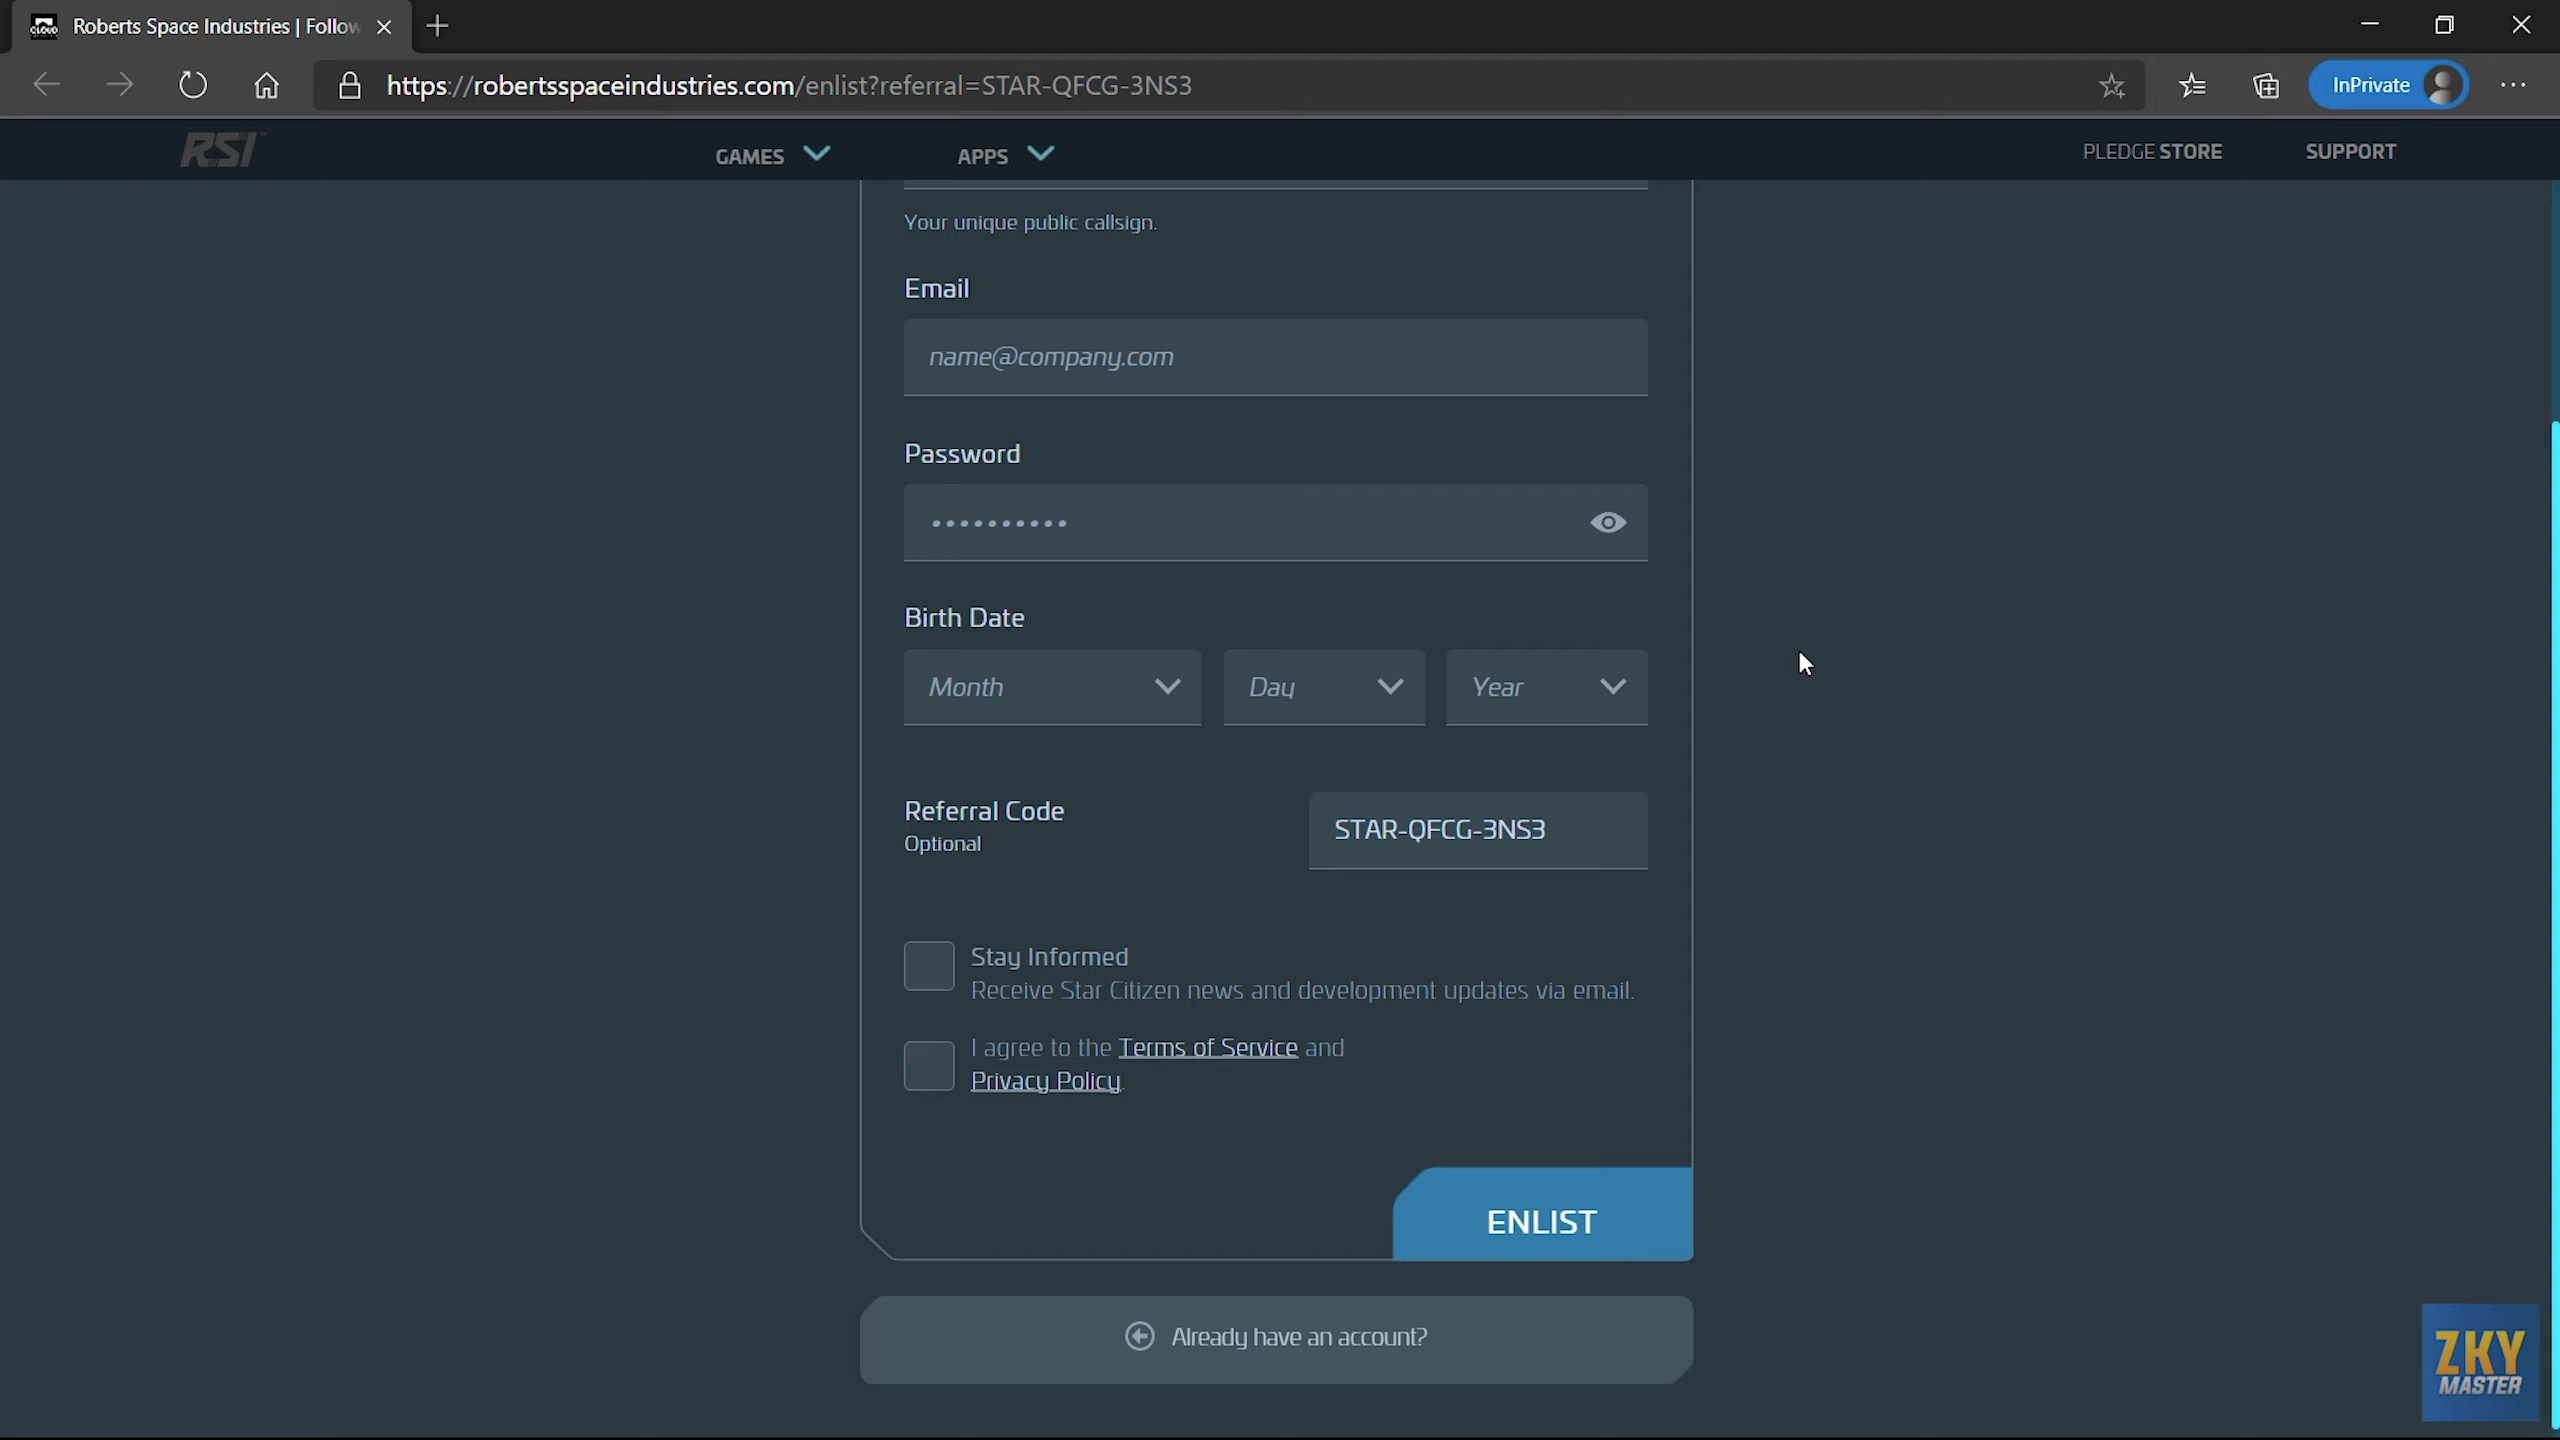 CLOUD
Roberts Space Industries | Follow
https://robertsspaceindustries.com/enlist?referral=STAR-QFCG-3NS3
InPrivate
RSI
GAMES
APPS
PLEDGE STORE
SUPPORT
Your unique public callsign.
Email
name@company.com
Password
Birth Date
Month
Day
Year
Referral Code
Optional
STAR-QFCG-3NS3
Stay Informed
Receive Star Citizen news and development updates via email.
I agree to the Terms of Service and
Privacy Policy.
ENLIST
Already have an account?
ZKY
MASTER